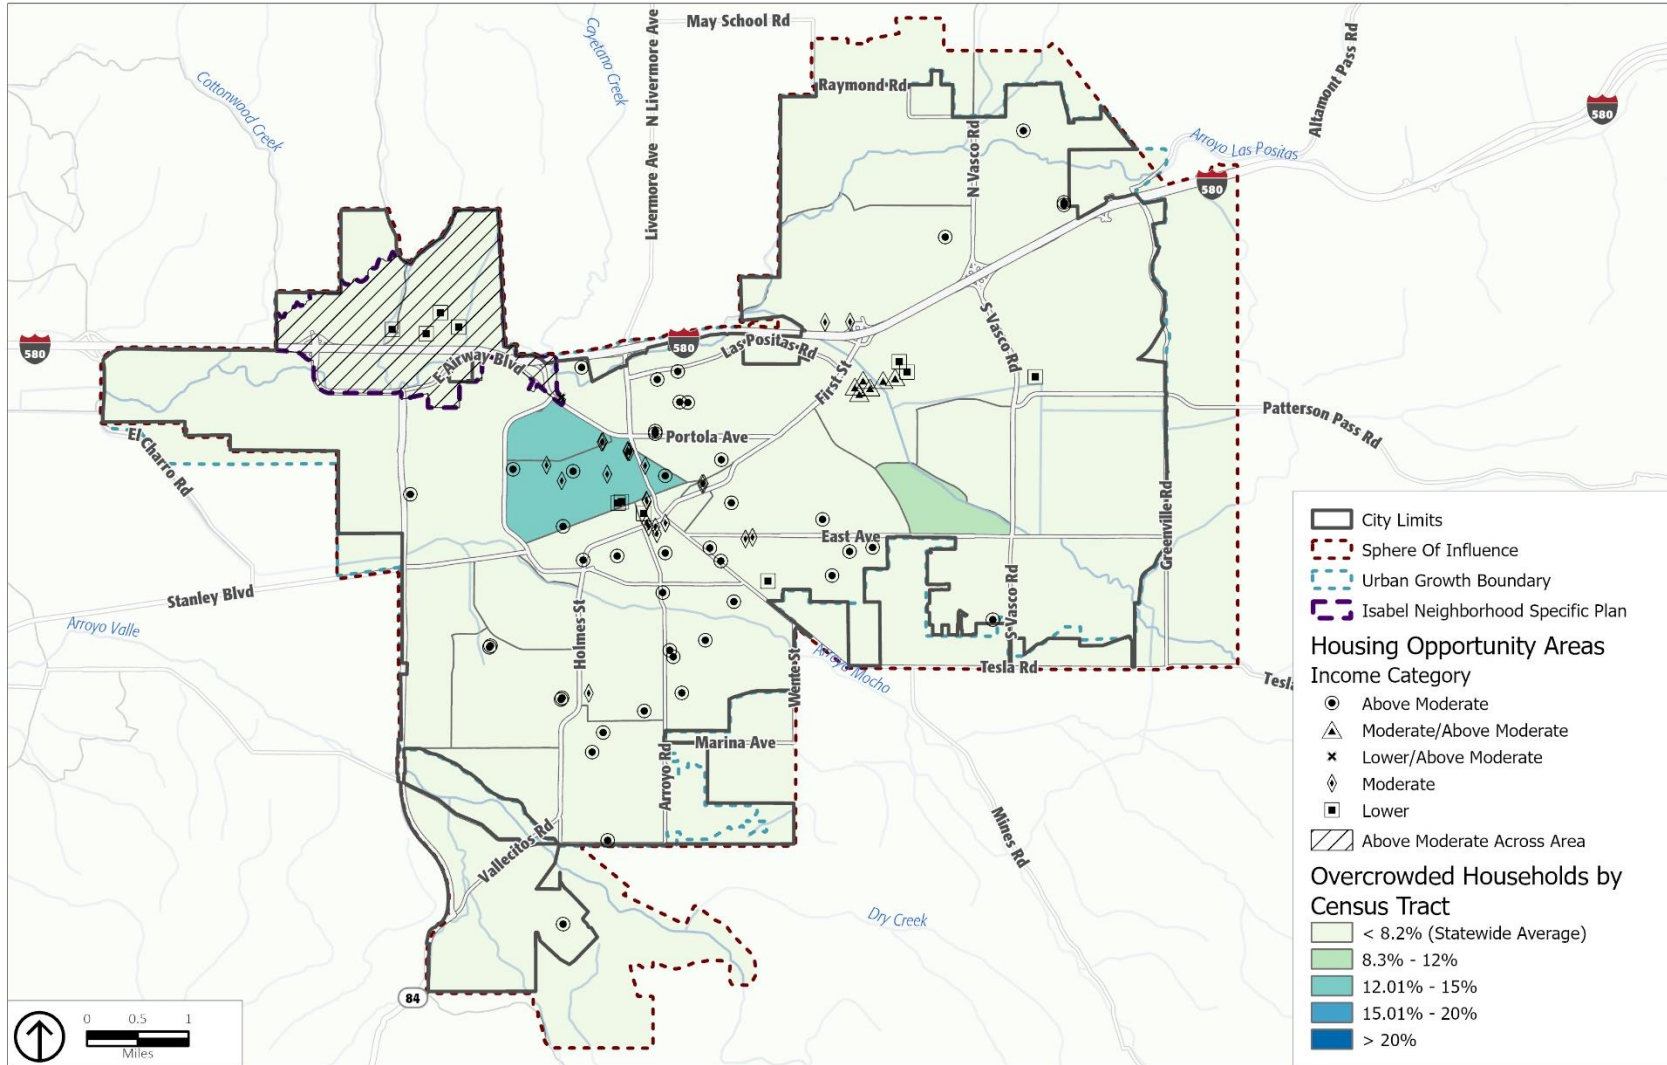 May School Rd
N Livermore Ave
Livermore Ave
Cayetano Creek
Cottonwood Creek
Raymond Rd
N Vasco Rd
Altamont Pass Rd
Arroyo Las Positas
580
580
580
580
E Airway Blvd
Las Positas Rd
First St
S Vasco Rd
Patterson Pass Rd
Portola Ave
El Charro Rd
East Ave
Greenville Rd
Stanley Blvd
Arroyo Valle
Holmes St
S Vasco Rd
Tesla Rd
Tesla
Arroyo Mocho
Wente St
Marina Ave
Arroyo Rd
Mines Rd
Vallecitos Rd
Dry Creek
84
0 0.5 1
Miles
City Limits
Sphere Of Influence
Urban Growth Boundary
Isabel Neighborhood Specific Plan
Housing Opportunity Areas
Income Category
Above Moderate
Moderate/Above Moderate
Lower/Above Moderate
Moderate
Lower
Above Moderate Across Area
Overcrowded Households by
Census Tract
< 8.2% (Statewide Average)
8.3% - 12%
12.01% - 15%
15.01% - 20%
> 20%